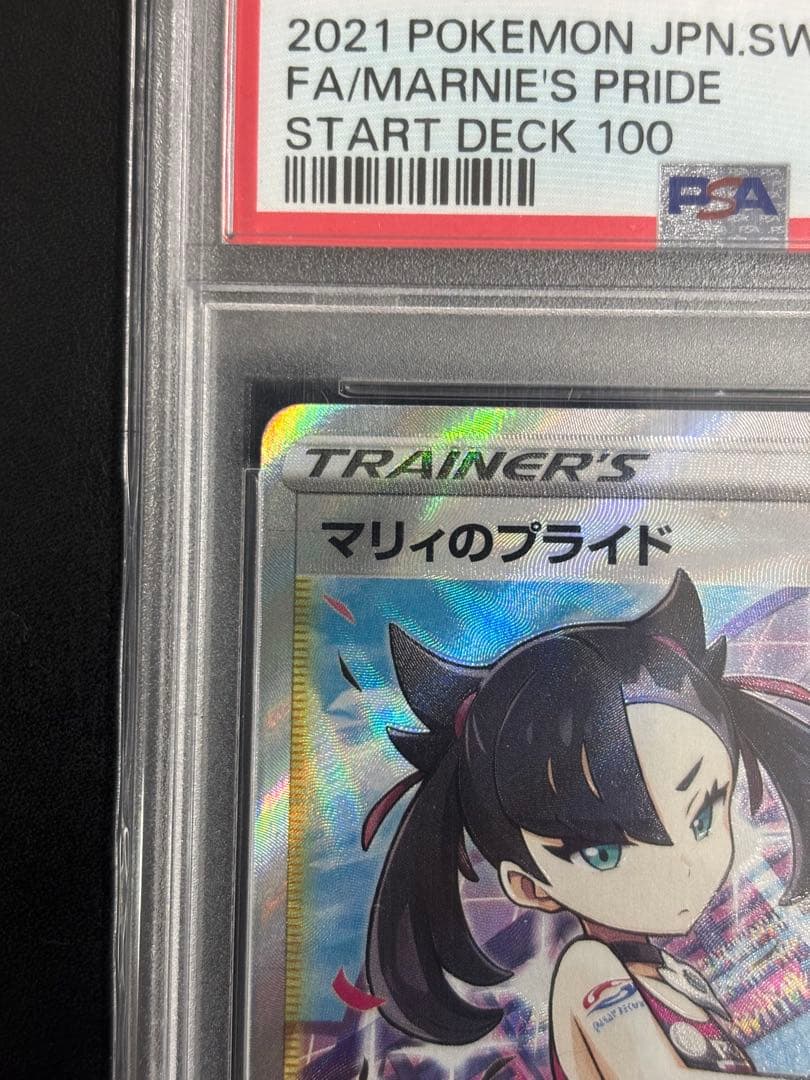 2021 POKEMON JPN.SW
FA/MARNIE'S PRIDE
START DECK 100
PSA
TRAINER'S
マリィのプライド